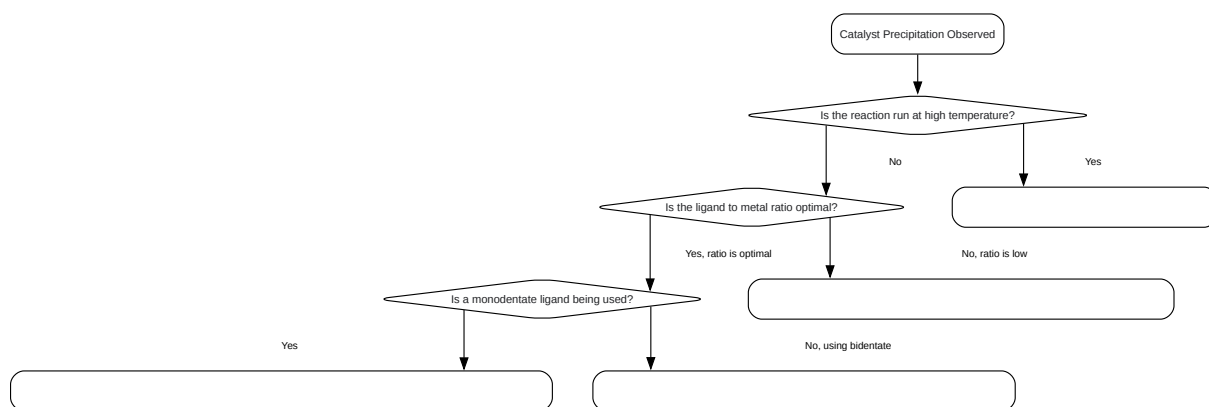 Catalyst Precipitation Observed
Is the reaction run at high temperature?
No
Yes
Is the ligand to metal ratio optimal?
Yes, ratio is optimal
No, ratio is low
Is a monodentate ligand being used?
Yes
No, using bidentate